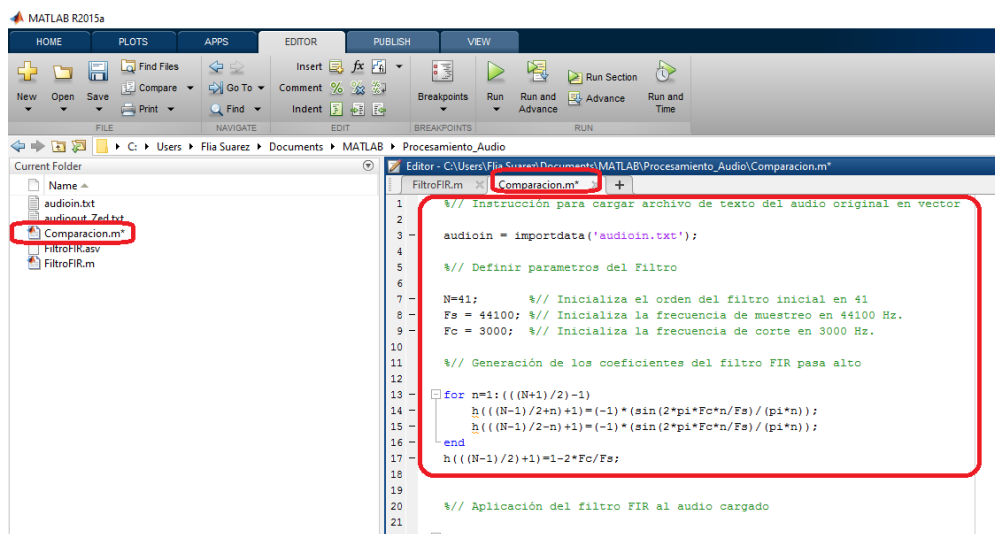 MATLAB R2015a
HOME PLOTS APPS EDITOR PUBLISH VIEW
Find Files Insert fx
Compare Go To Comment Run Section
New Open Save Breakpoints Run Run and Advance Run and
Print Find Indent Advance Time
FILE NAVIGATE EDIT BREAKPOINTS RUN
C: Users Flia Suarez Documents MATLAB Procesamiento_Audio
Current Folder
Name
audioin.txt
audioout_Zed.txt
Comparacion.m*
FiltroFIR.asv
FiltroFIR.m
Editor - C:\Users\Flia Suarez\Documents\MATLAB\Procesamiento_Audio\Comparacion.m*
FiltroFIR.m Comparacion.m* +
1 %// Instrucción para cargar archivo de texto del audio original en vector
2
3 audioin = importdata('audioin.txt');
4
5 %// Definir parametros del Filtro
6
7 N=41; %// Inicializa el orden del filtro inicial en 41
8 Fs = 44100; %// Inicializa la frecuencia de muestreo en 44100 Hz.
9 Fc = 3000; %// Inicializa la frecuencia de corte en 3000 Hz.
10
11 %// Generación de los coeficientes del filtro FIR pasa alto
12
13 for n=1:(((N+1)/2)-1)
14 h(((N-1)/2+n)+1)=(-1)*(sin(2*pi*Fc*n/Fs)/(pi*n));
15 h(((N-1)/2-n)+1)=(-1)*(sin(2*pi*Fc*n/Fs)/(pi*n));
16 end
17 h(((N-1)/2)+1)=1-2*Fc/Fs;
18
19
20 %// Aplicación del filtro FIR al audio cargado
21